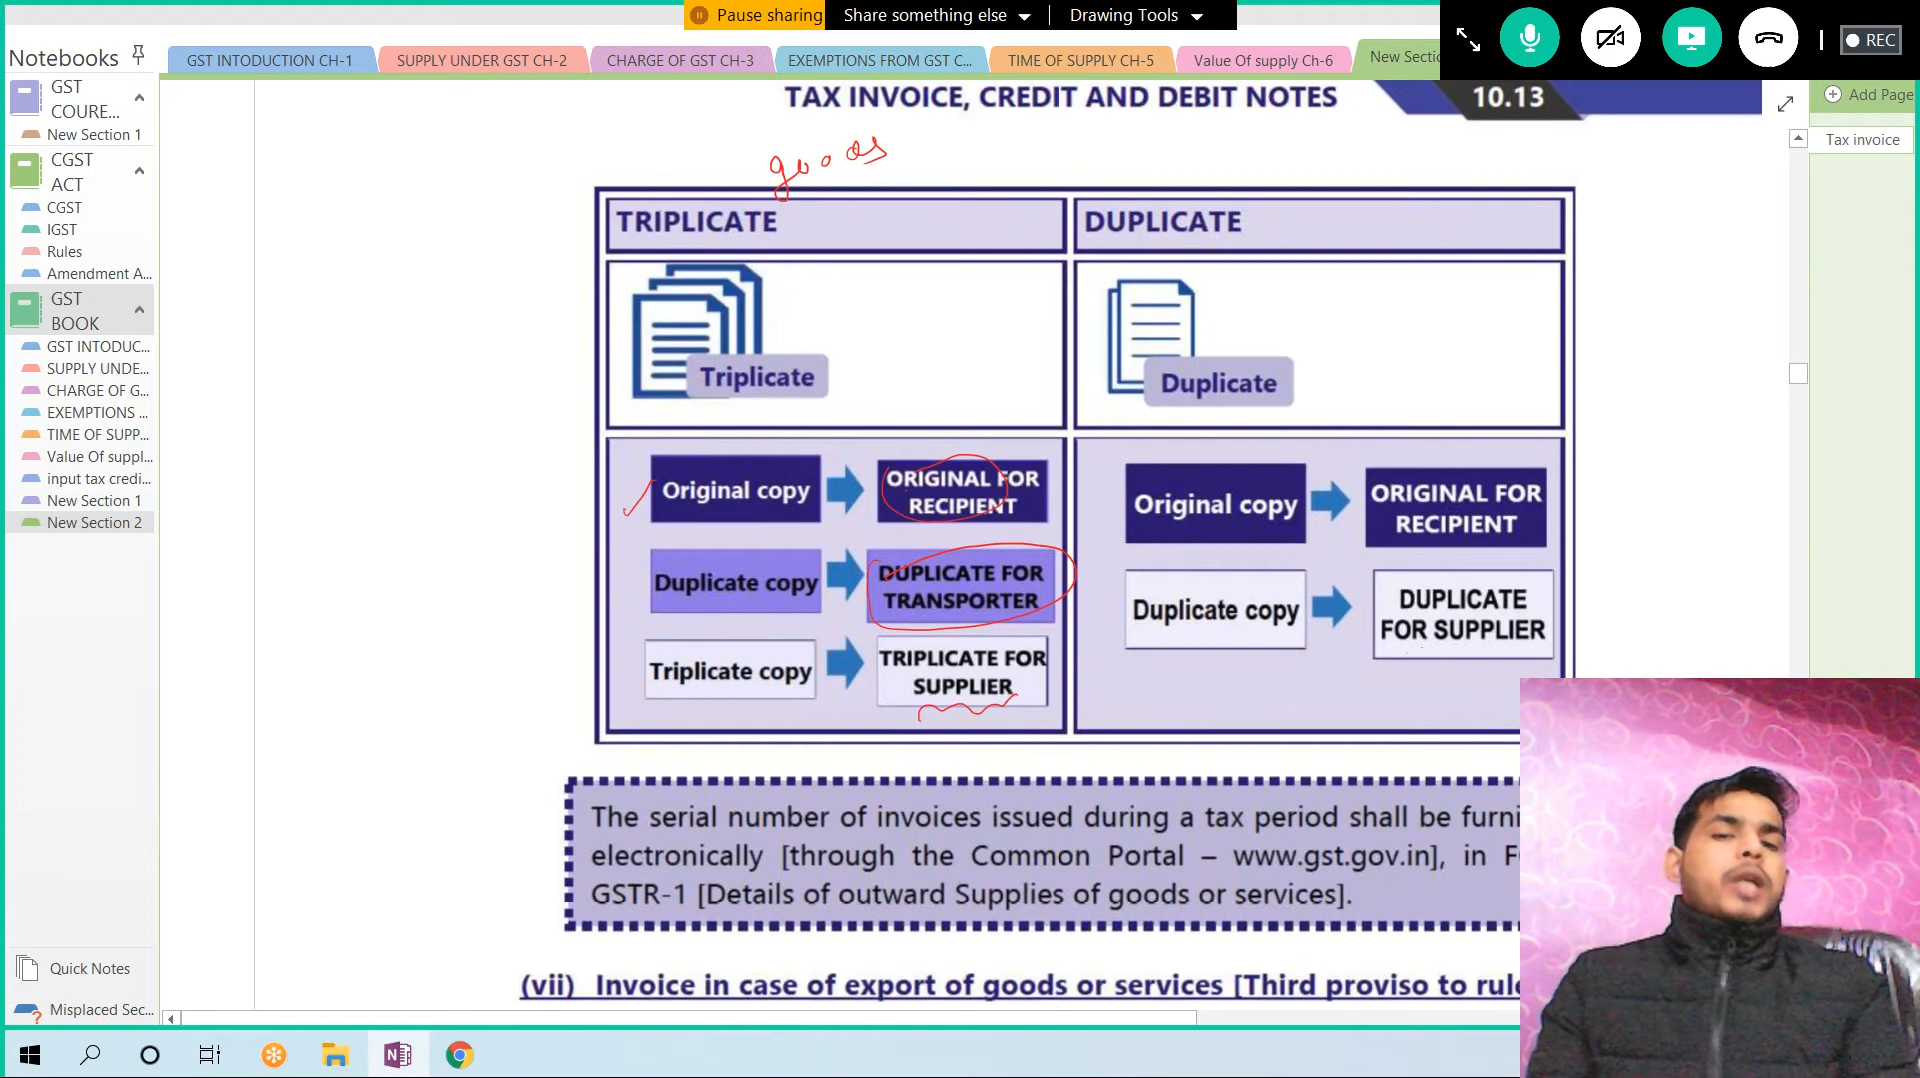 Pause sharing
Share something else
Drawing Tools
REC
Notebooks
GST INTODUCTION CH-1
SUPPLY UNDER GST CH-2
CHARGE OF GST CH-3
EXEMPTIONS FROM GST C...
TIME OF SUPPLY CH-5
Value Of supply Ch-6
New Sectio
Add Page
Tax invoice
GST
COURE...
New Section 1
CGST
ACT
CGST
IGST
Rules
Amendment A...
GST
BOOK
GST INTODUC...
SUPPLY UNDE...
CHARGE OF G...
EXEMPTIONS ...
TIME OF SUPP...
Value Of suppl...
input tax credi...
New Section 1
New Section 2
Quick Notes
Misplaced Sec...
TAX INVOICE, CREDIT AND DEBIT NOTES
10.13
goods
TRIPLICATE
DUPLICATE
Triplicate
Duplicate
Original copy
ORIGINAL FOR
RECIPIENT
Duplicate copy
DUPLICATE FOR
TRANSPORTER
Triplicate copy
TRIPLICATE FOR
SUPPLIER
Original copy
ORIGINAL FOR
RECIPIENT
Duplicate copy
DUPLICATE
FOR SUPPLIER
The serial number of invoices issued during a tax period shall be furni
electronically [through the Common Portal – www.gst.gov.in], in F
GSTR-1 [Details of outward Supplies of goods or services].
(vii) Invoice in case of export of goods or services [Third proviso to rul